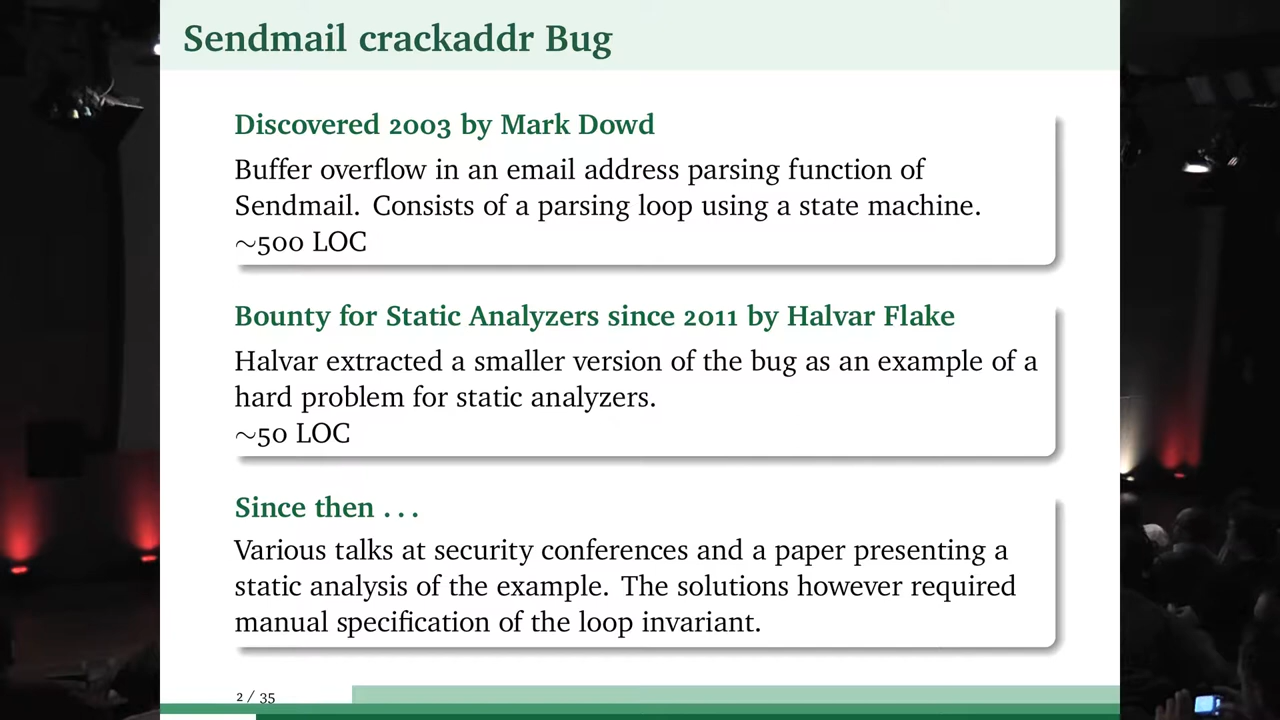 Sendmail crackaddr Bug
Discovered 2003 by Mark Dowd
Buffer overflow in an email address parsing function of
Sendmail. Consists of a parsing loop using a state machine.
∼500 LOC
Bounty for Static Analyzers since 2011 by Halvar Flake
Halvar extracted a smaller version of the bug as an example of a
hard problem for static analyzers.
∼50 LOC
Since then . . .
Various talks at security conferences and a paper presenting a
static analysis of the example. The solutions however required
manual specification of the loop invariant.
2 / 35